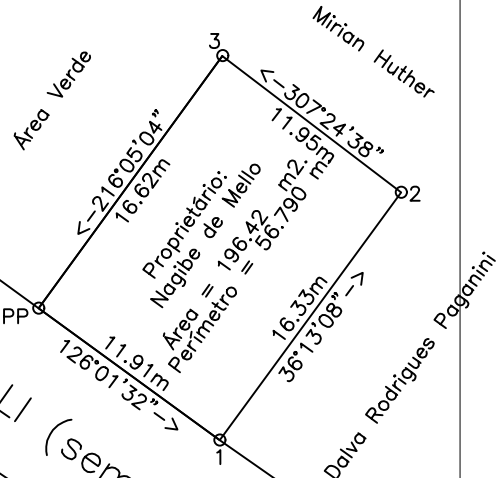 3
Mirian Huther
Área Verde
<-307°24'38"
11.95m
<-216°05'04"
16.62m
2
Proprietário:
Nagibe de Mello
Área = 196.42 m2.
Perímetro = 56.790 m
PP
11.91m
126°01'32"->
16.33m
36°13'08"->
Dalva Rodrigues Paganini
1
LI (sem